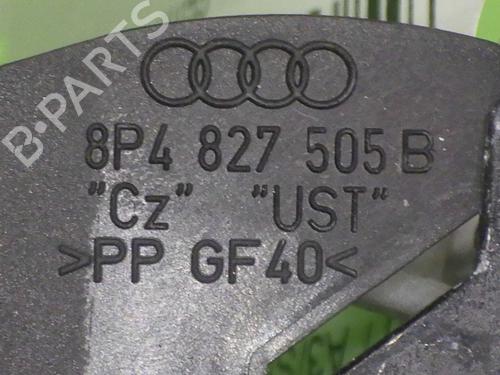 B-PARTS
8P4 827 505 B
"Cz" "UST"
>PP GF40<